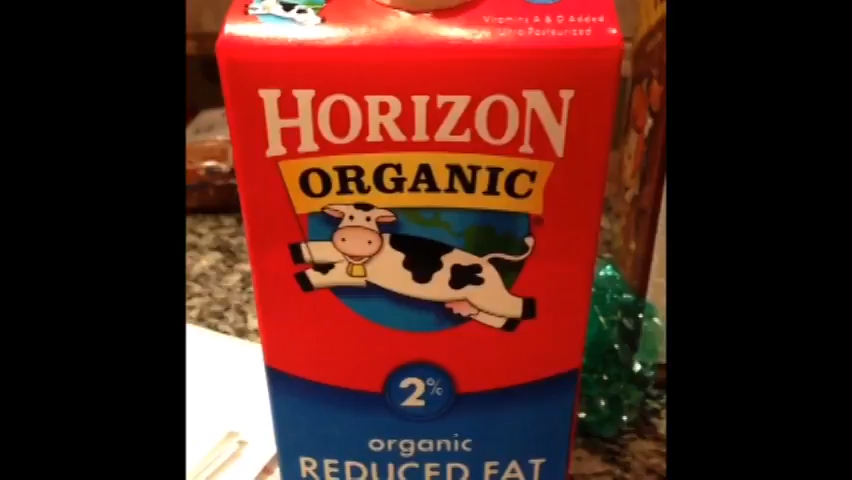 Vitamins A & D Added
Ultra-Pasteurized
HORIZON
ORGANIC
2%
organic
REDUCED FAT